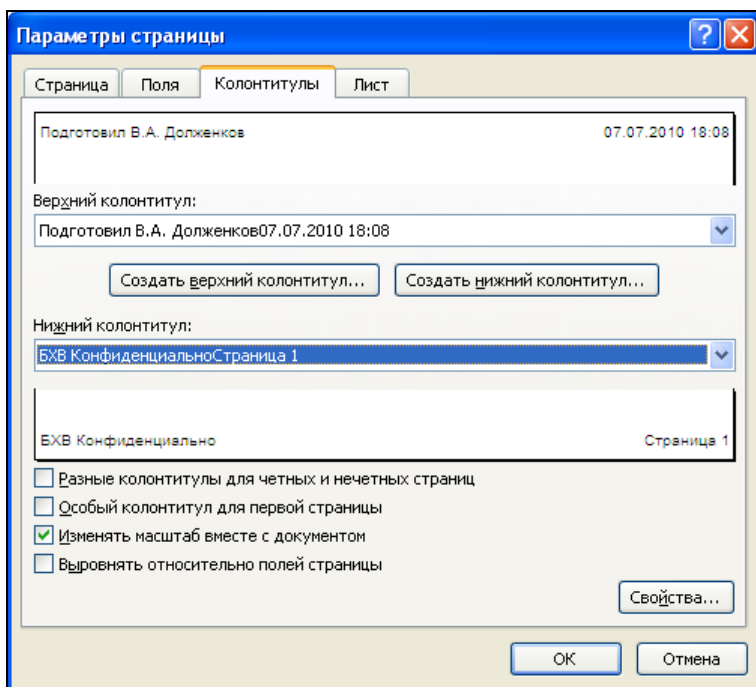 Параметры страницы
Страница Поля Колонтитулы Лист
Подготовил В.А. Долженков 07.07.2010 18:08
Верхний колонтитул:
Подготовил В.А. Долженков07.07.2010 18:08
Создать верхний колонтитул... Создать нижний колонтитул...
Нижний колонтитул:
БХВ КонфиденциальноСтраница 1
БХВ Конфиденциально Страница 1
Разные колонтитулы для четных и нечетных страниц
Особый колонтитул для первой страницы
Изменять масштаб вместе с документом
Выровнять относительно полей страницы
Свойства...
ОК Отмена